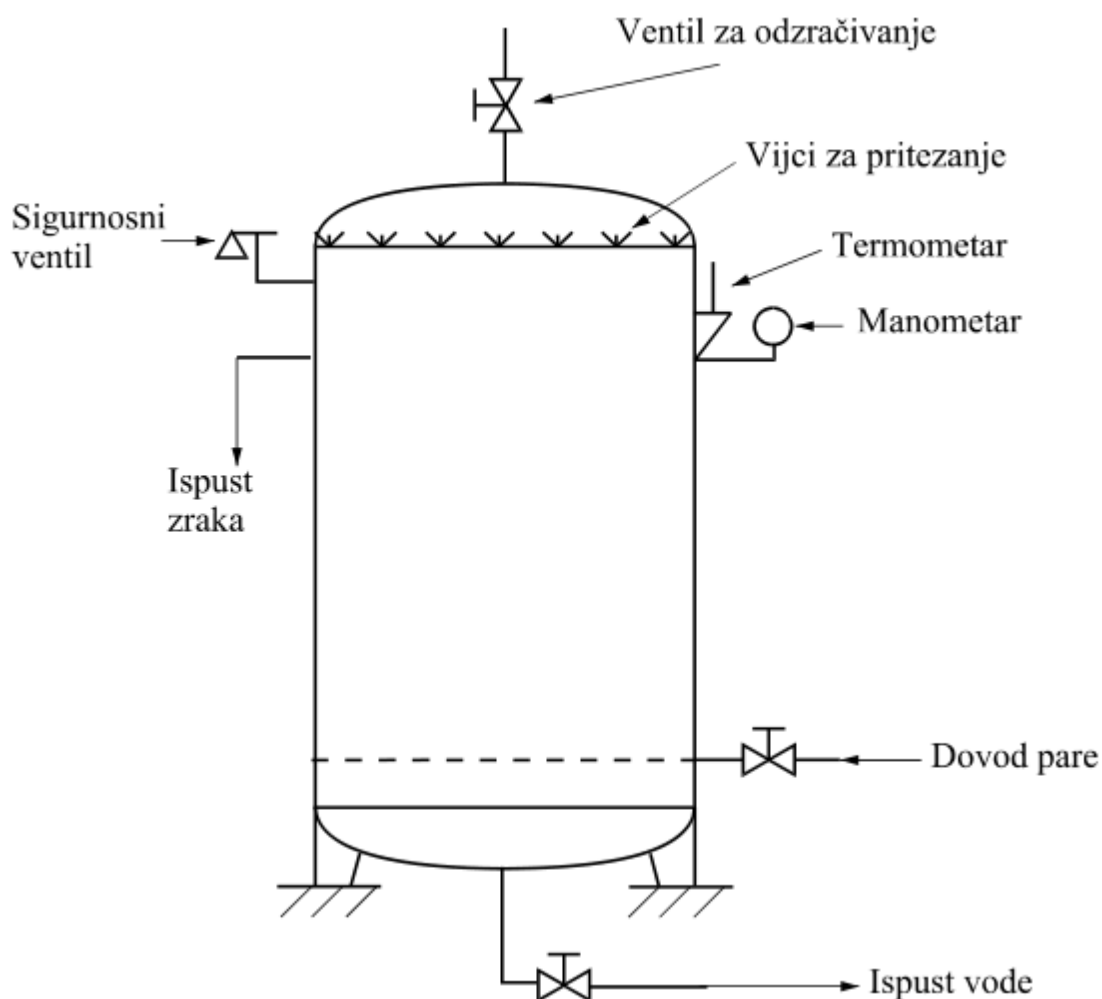 Ventil za odzračivanje
Vijci za pritezanje
Sigurnosni
ventil
Termometar
Manometar
Ispust
zraka
Dovod pare
Ispust vode